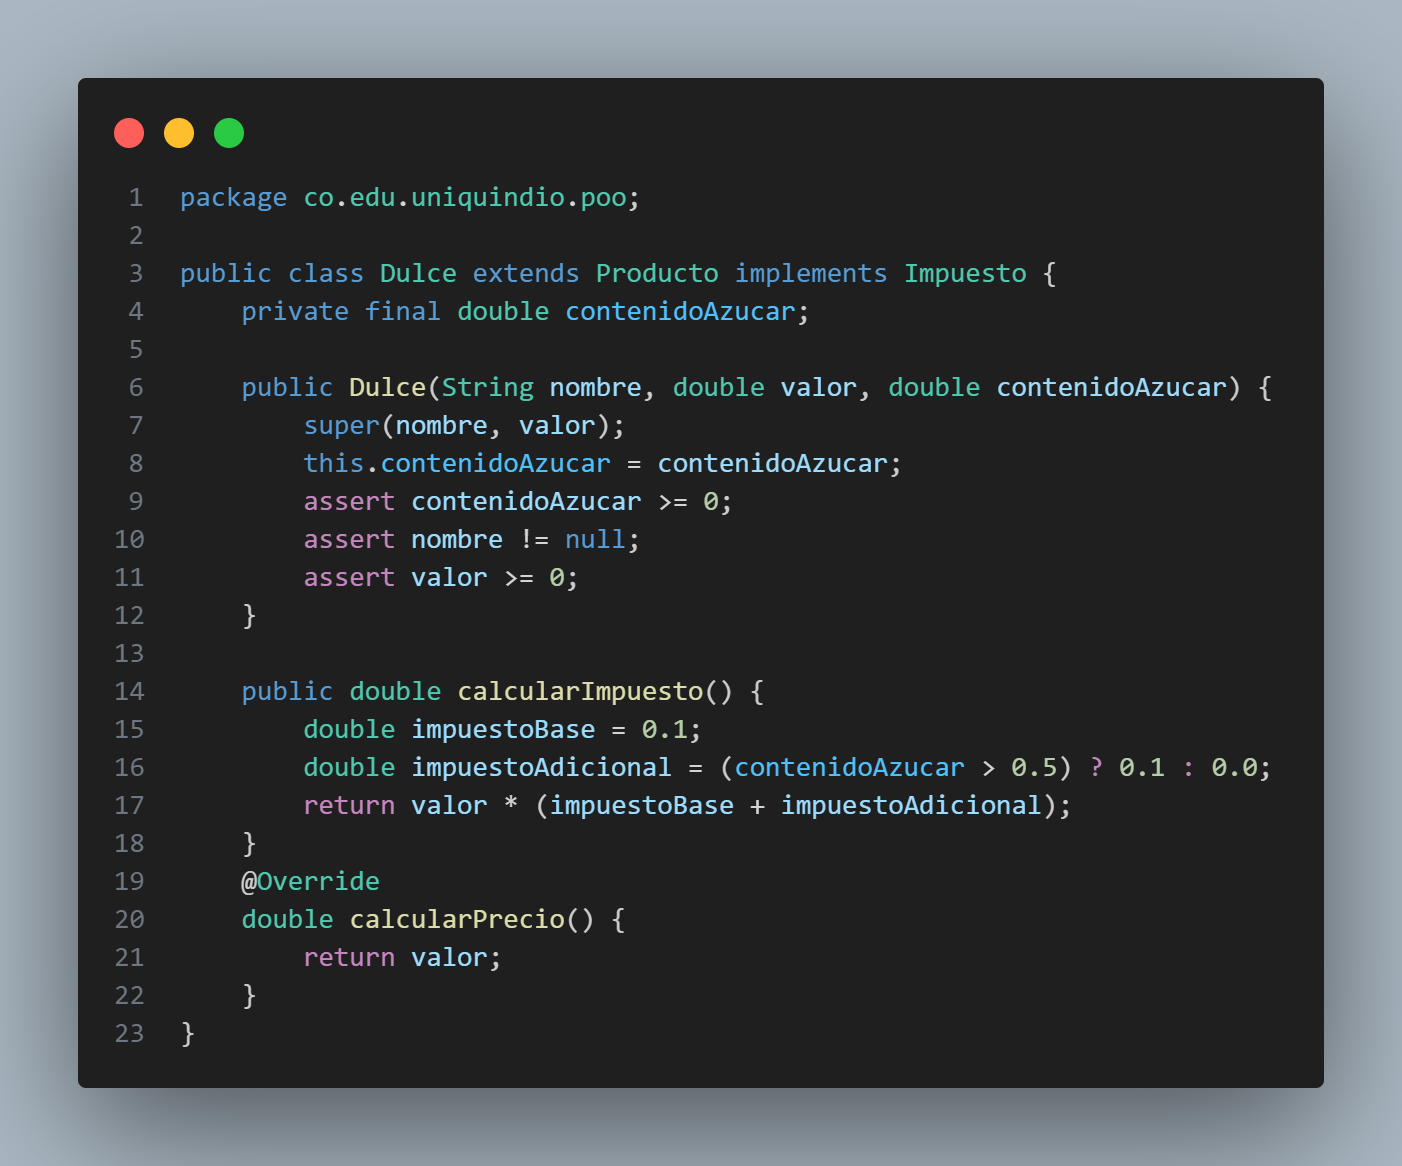 1 package co.edu.uniquindio.poo;
2
3 public class Dulce extends Producto implements Impuesto {
4     private final double contenidoAzucar;
5
6     public Dulce(String nombre, double valor, double contenidoAzucar) {
7         super(nombre, valor);
8         this.contenidoAzucar = contenidoAzucar;
9         assert contenidoAzucar >= 0;
10         assert nombre != null;
11         assert valor >= 0;
12     }
13
14     public double calcularImpuesto() {
15         double impuestoBase = 0.1;
16         double impuestoAdicional = (contenidoAzucar > 0.5) ? 0.1 : 0.0;
17         return valor * (impuestoBase + impuestoAdicional);
18     }
19     @Override
20     double calcularPrecio() {
21         return valor;
22     }
23 }